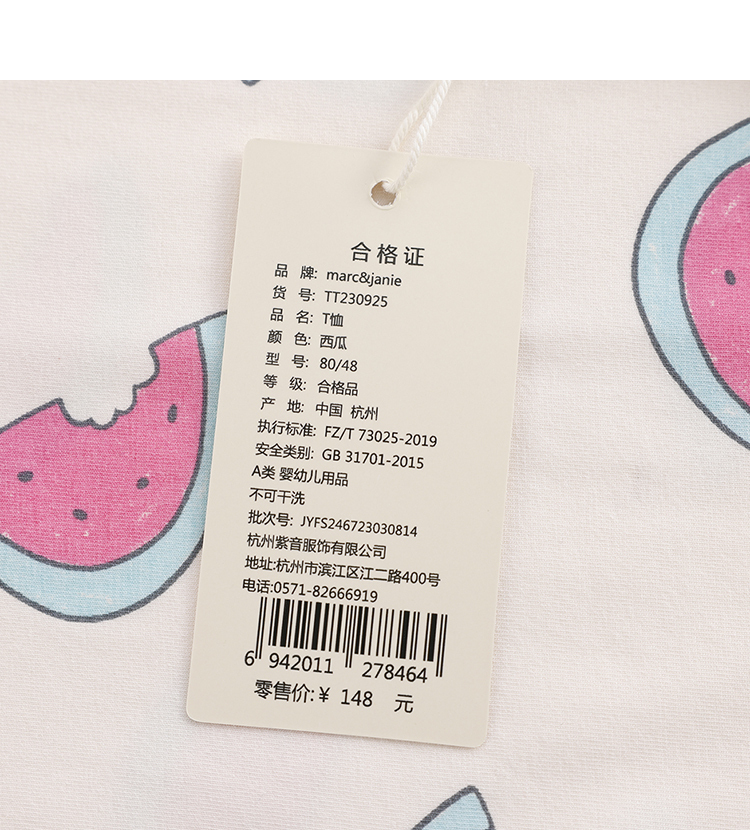 合格证
品 牌: marc&janie
货 号: TT230925
品 名: T恤
颜 色: 西瓜
型 号: 80/48
等 级: 合格品
产 地: 中国 杭州
执行标准: FZ/T 73025-2019
安全类别: GB 31701-2015
A类 婴幼儿用品
不可干洗
批次号: JYFS246723030814
杭州紫音服饰有限公司
地址:杭州市滨江区江二路400号
电话:0571-82666919
6 942011 278464
零售价:¥ 148 元